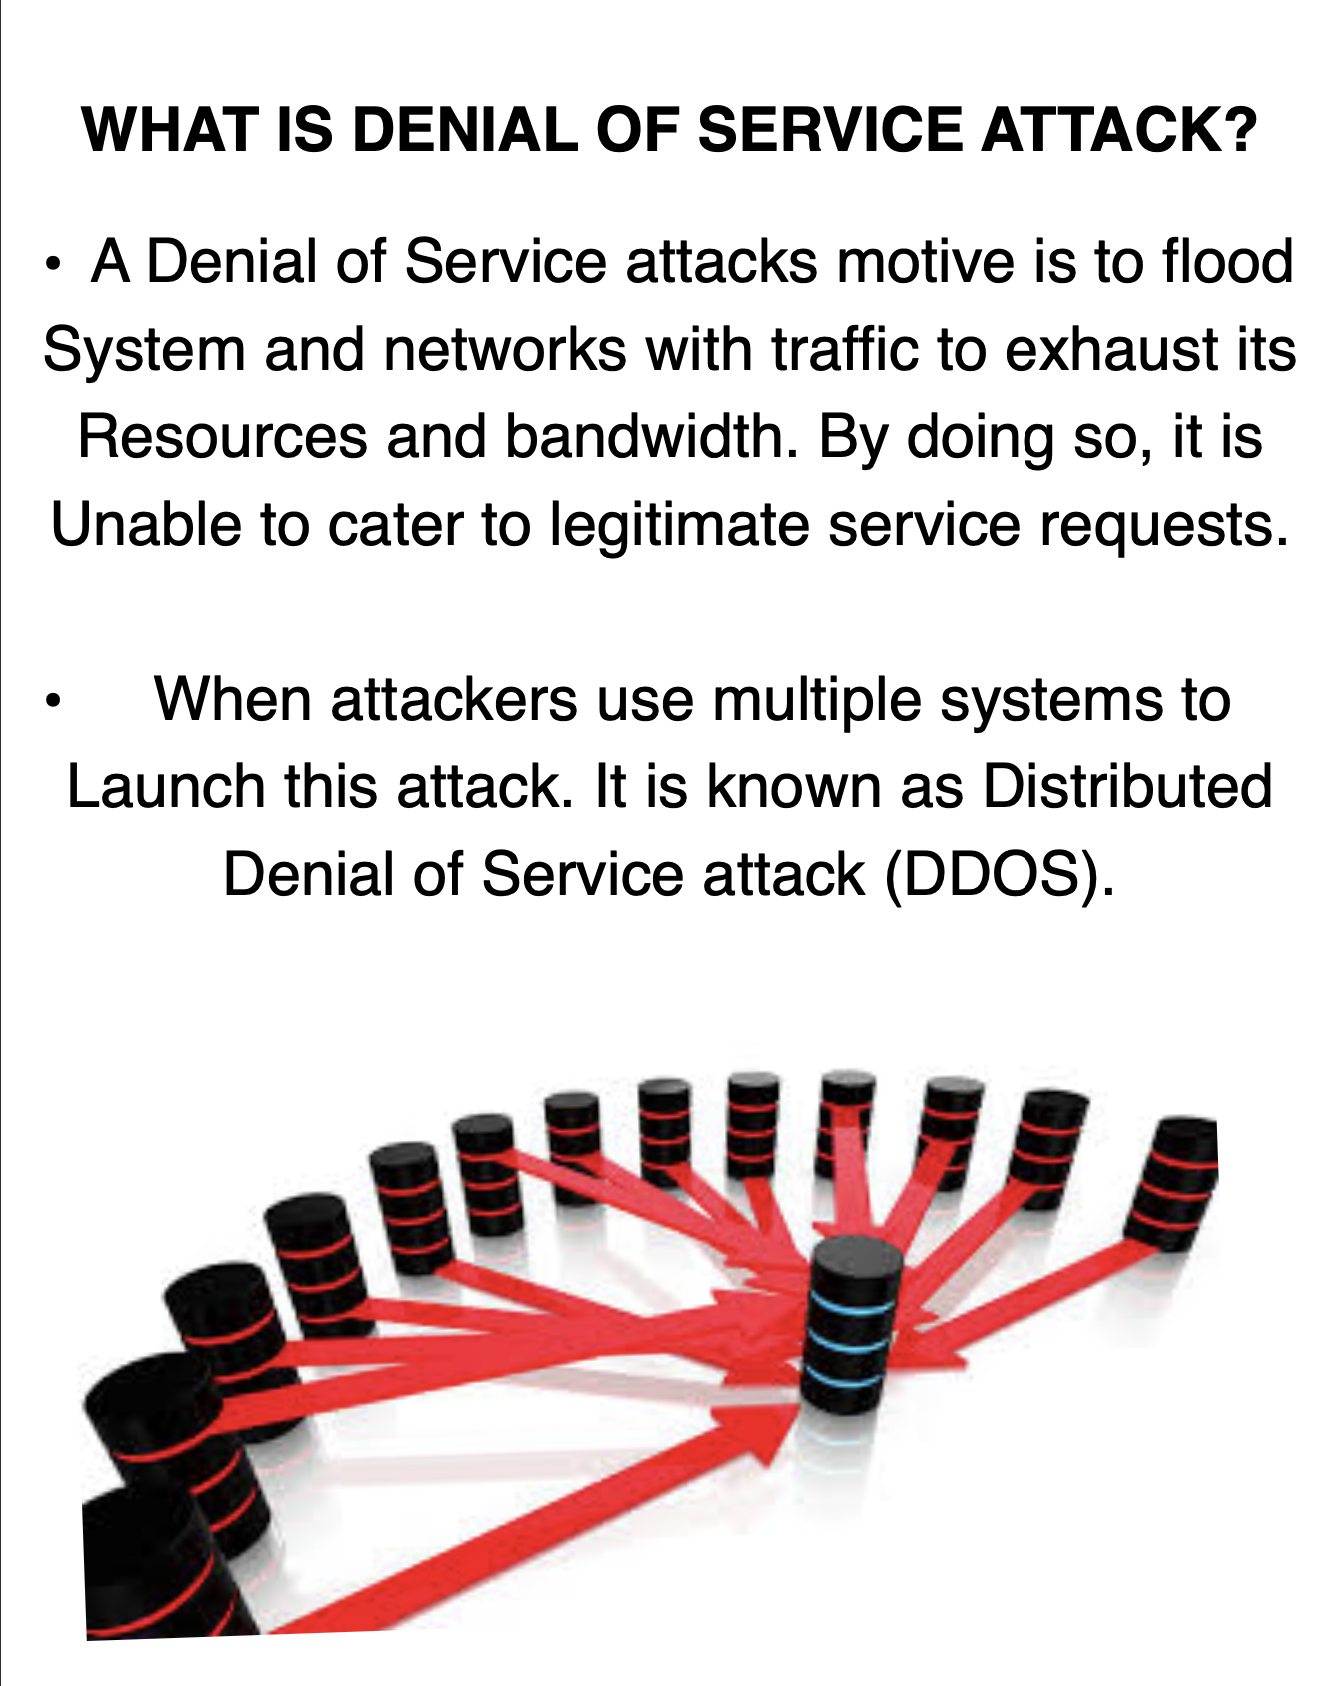 WHAT IS DENIAL OF SERVICE ATTACK?
• A Denial of Service attacks motive is to flood
System and networks with traffic to exhaust its
Resources and bandwidth. By doing so, it is
Unable to cater to legitimate service requests.
• When attackers use multiple systems to
Launch this attack. It is known as Distributed
Denial of Service attack (DDOS).